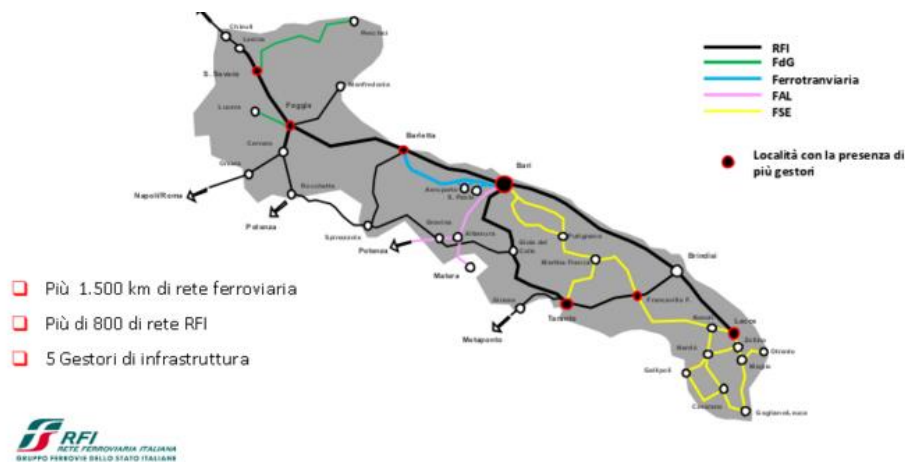 Chieuti
Lesina
Peschici
S. Severo
Manfredonia
Lucera
Foggia
Cervaro
Barletta
Bari
Napoli/Roma
Rocchetta
Potenza
Spinazzola
Gravina
Altamura
Potenza
Matera
Gioia del
Colle
Putignano
Martina Franca
Brindisi
Taranto
Francavilla F.
Metaponto
Lecce
Nardò
Zollino
Otranto
Maglie
Gallipoli
Casarano
Gagliano Leuca
RFI
FdG
Ferrotranviaria
FAL
FSE
Località con la presenza di
più gestori
Più 1.500 km di rete ferroviaria
Più di 800 di rete RFI
5 Gestori di infrastruttura
RFI
RETE FERROVIARIA ITALIANA
GRUPPO FERROVIE DELLO STATO ITALIANE